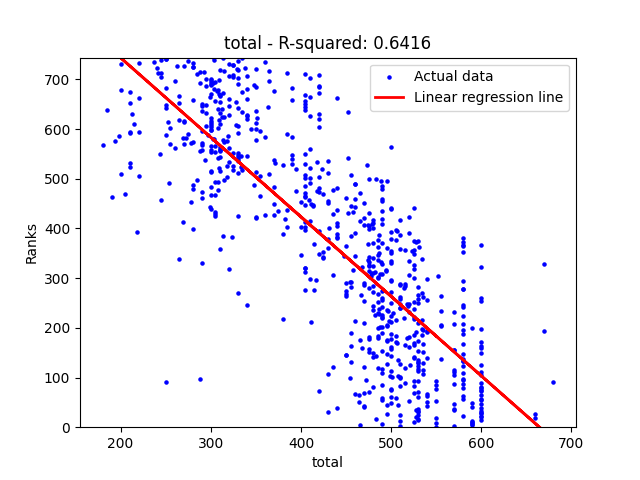 total - R-squared: 0.6416
Actual data
Linear regression line
Ranks
700
600
500
400
300
200
100
0
200 300 400 500 600 700
total